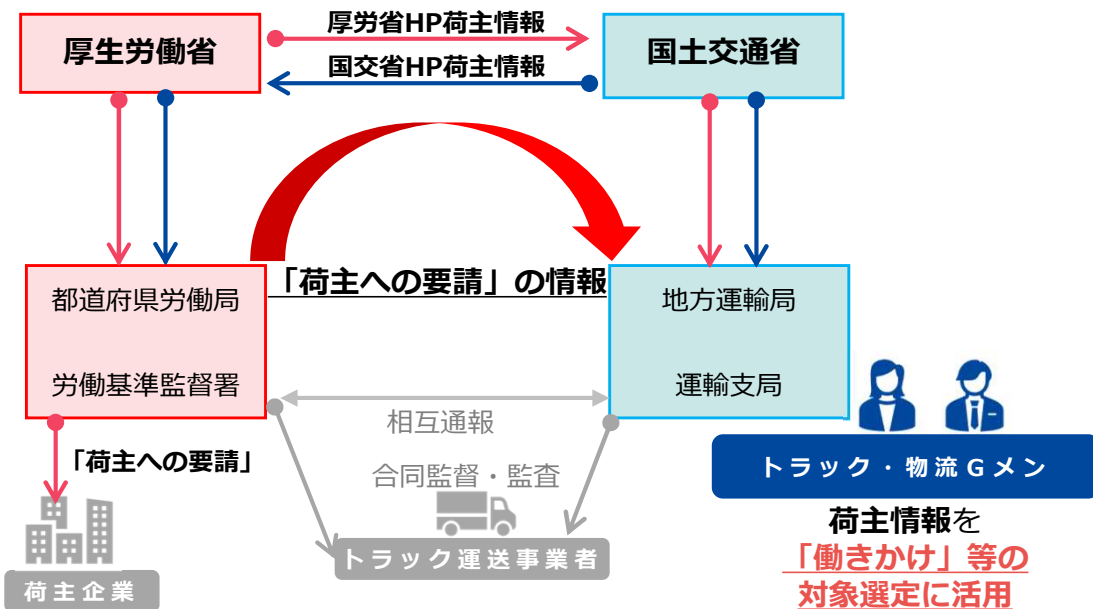 厚生労働省
厚労省HP荷主情報
国交省HP荷主情報
国土交通省
「荷主への要請」の情報
都道府県労働局
労働基準監督署
地方運輸局
運輸支局
相互通報
合同監督・監査
「荷主への要請」
荷主企業
トラック運送事業者
トラック・物流Gメン
荷主情報を
「働きかけ」等の
対象選定に活用